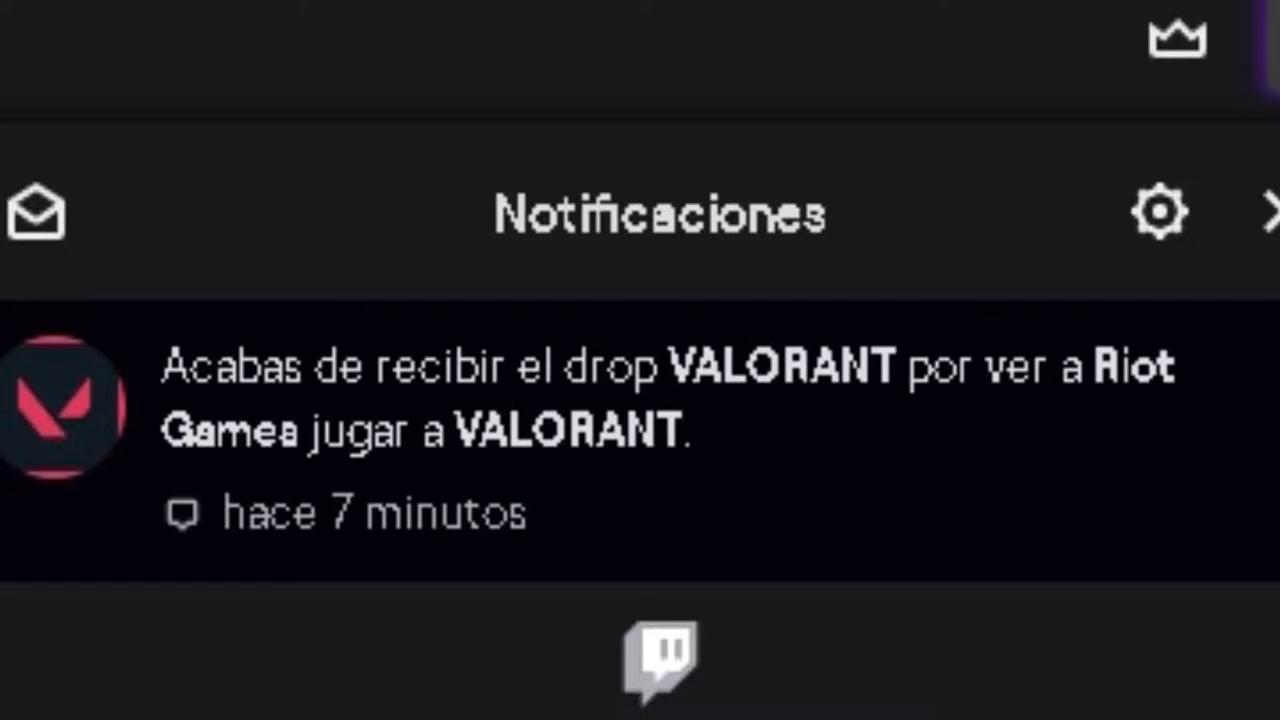 Notificaciones
Acabas de recibir el drop VALORANT por ver a Riot
Games jugar a VALORANT.
hace 7 minutos